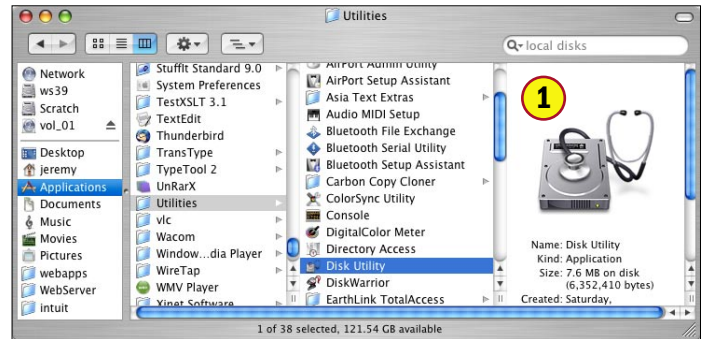 Utilities
local disks
Network
ws39
Scratch
vol_01
Desktop
jeremy
Applications
Documents
Music
Movies
Pictures
webapps
WebServer
intuit
StuffIt Standard 9.0
System Preferences
TestXSLT 3.1
TextEdit
Thunderbird
TransType
TypeTool 2
UnRarX
Utilities
vlc
Wacom
Window...dia Player
WireTap
WMV Player
Xinet Software
AirPort Admin Utility
AirPort Setup Assistant
Asia Text Extras
Audio MIDI Setup
Bluetooth File Exchange
Bluetooth Serial Utility
Bluetooth Setup Assistant
Carbon Copy Cloner
ColorSync Utility
Console
DigitalColor Meter
Directory Access
Disk Utility
DiskWarrior
EarthLink TotalAccess
1
Name: Disk Utility
Kind: Application
Size: 7.6 MB on disk
(6,352,410 bytes)
Created: Saturday,
1 of 38 selected, 121.54 GB available